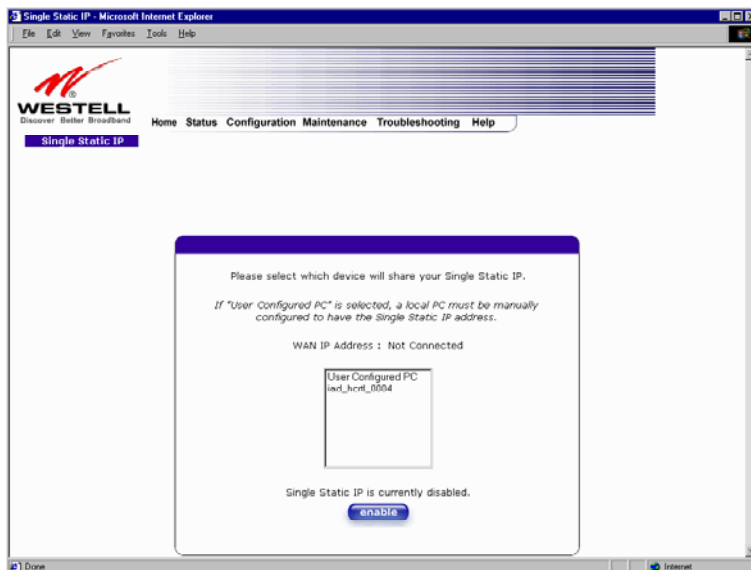 Single Static IP - Microsoft Internet Explorer
File Edit View Favorites Tools Help
WESTELL
Discover Better Broadband
Home Status Configuration Maintenance Troubleshooting Help
Single Static IP
Please select which device will share your Single Static IP.
If "User Configured PC" is selected, a local PC must be manually
configured to have the Single Static IP address.
WAN IP Address : Not Connected
User Configured PC
Single Static IP is currently disabled.
enable
Done
Internet